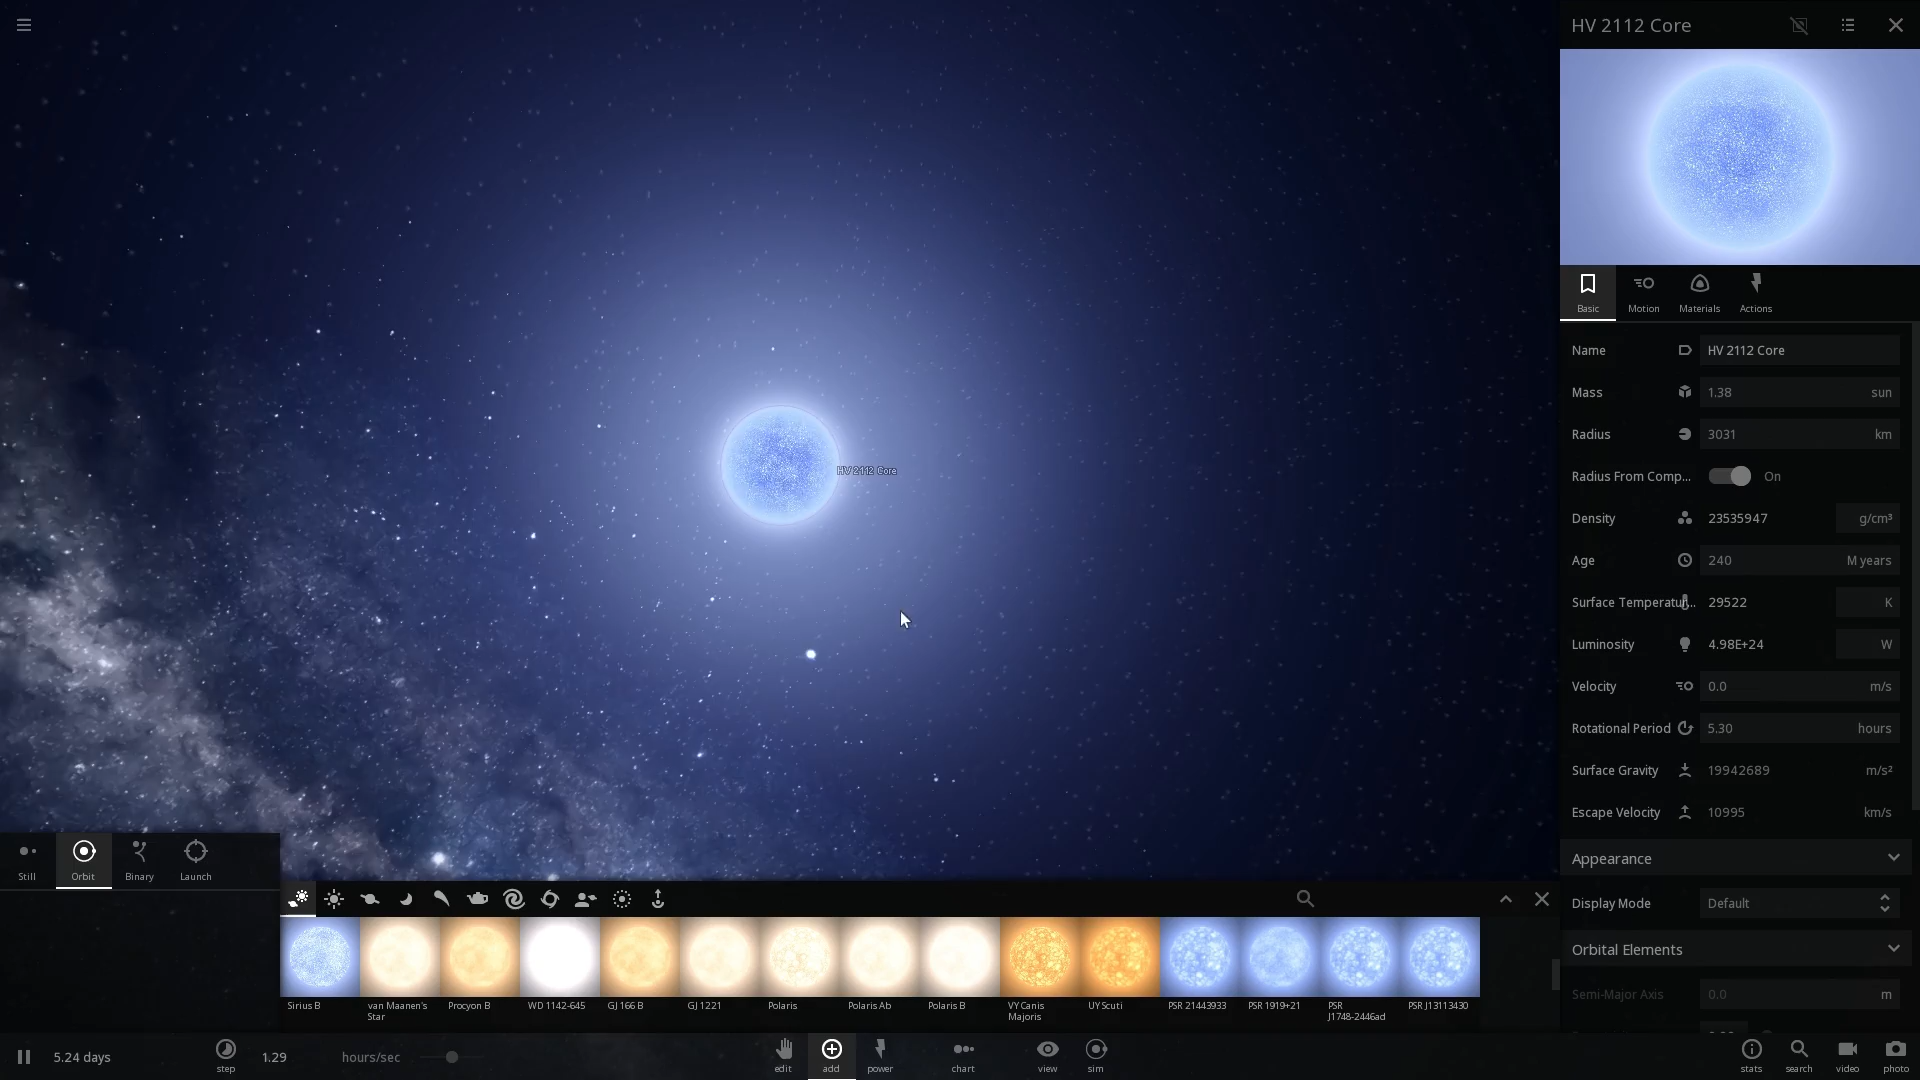 HV 2112 Core
Basic
Motion
Materials
Actions
Name
HV 2112 Core
Mass
1.38
sun
Radius
3031
km
Radius From Comp...
On
Density
23535947
g/cm³
Age
240
M years
Surface Temperatur...
29522
K
Luminosity
4.98E+24
W
Velocity
0.0
m/s
Rotational Period
5.30
hours
Surface Gravity
19942689
m/s²
Escape Velocity
10995
km/s
Appearance
Display Mode
Default
Orbital Elements
Semi-Major Axis
0.0
m
HV 2112 Core
Still
Orbit
Binary
Launch
Sirius B
van Maanen's
Star
Procyon B
WD 1142-645
GJ 166 B
GJ 1221
Polaris
Polaris Ab
Polaris B
VY Canis
Majoris
UY Scuti
PSR 21443933
PSR 1919+21
PSR
J1748-2446ad
PSR J13113430
5.24 days
step
1.29
hours/sec
edit
add
power
chart
view
sim
stats
search
video
photo